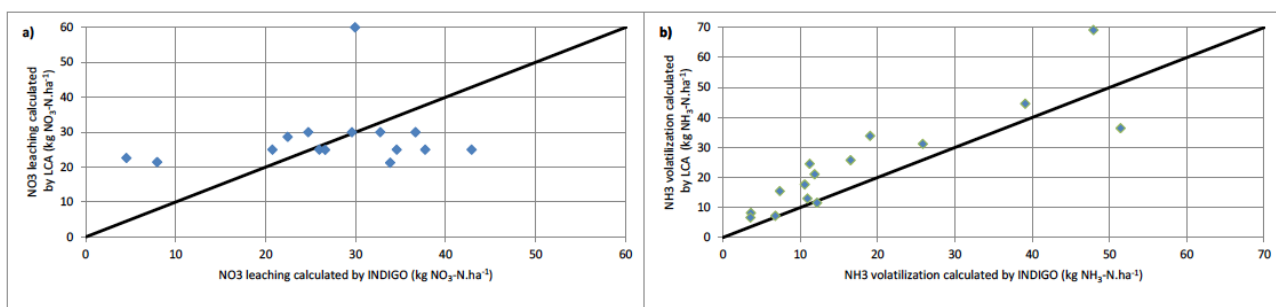 a)
NO3 leaching calculated
by LCA (kg NO₃-N.ha⁻¹)
60
50
40
30
20
10
0
0 10 20 30 40 50 60
NO3 leaching calculated by INDIGO (kg NO₃-N.ha⁻¹)
b)
NH3 volatilization calculated
by LCA (kg NH₃-N.ha⁻¹)
70
60
50
40
30
20
10
0
0 10 20 30 40 50 60 70
NH3 volatilization calculated by INDIGO (kg NH₃-N.ha⁻¹)